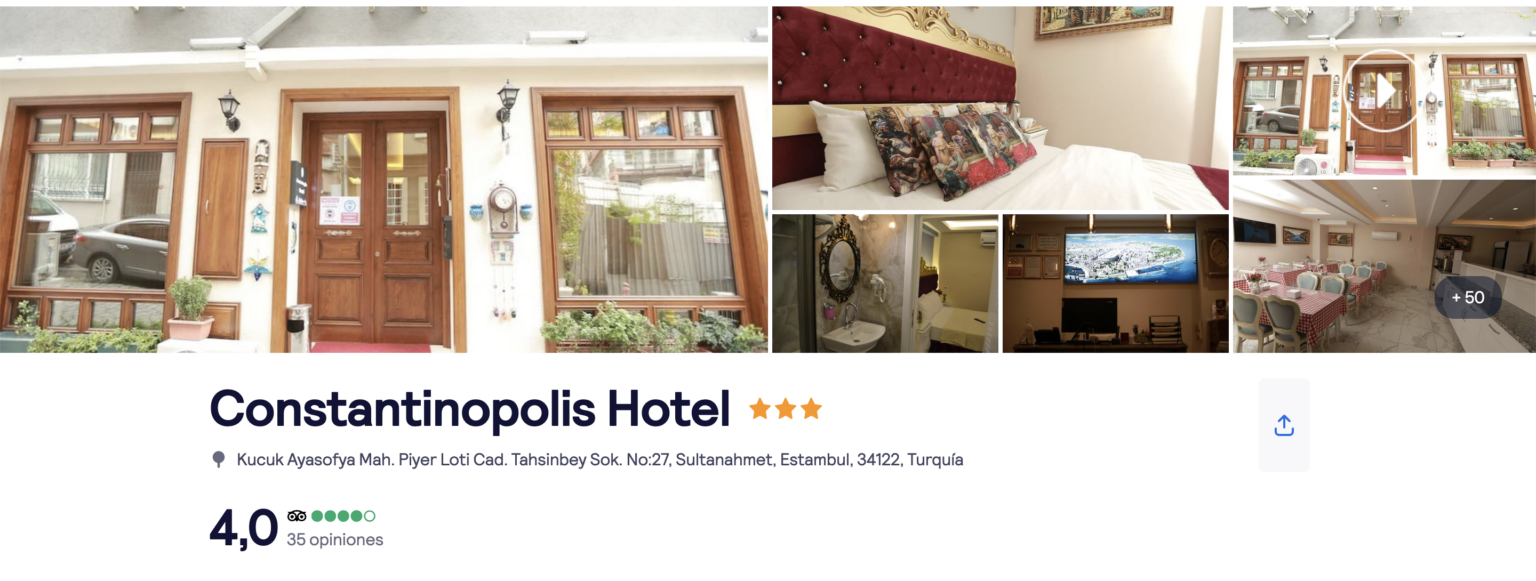 + 50
Constantinopolis Hotel
Kucuk Ayasofya Mah. Piyer Loti Cad. Tahsinbey Sok. No:27, Sultanahmet, Estambul, 34122, Turquía
4,0
35 opiniones